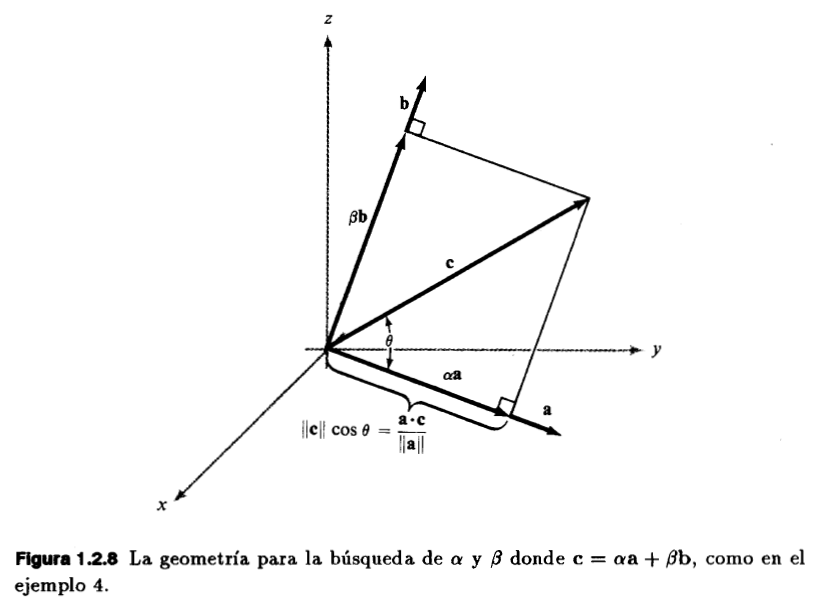 z
b
βb
c
θ
y
αa
a
‖c‖ cos θ = a·c / ‖a‖
x
Figura 1.2.8 La geometría para la búsqueda de α y β donde c = αa + βb, como en el
ejemplo 4.